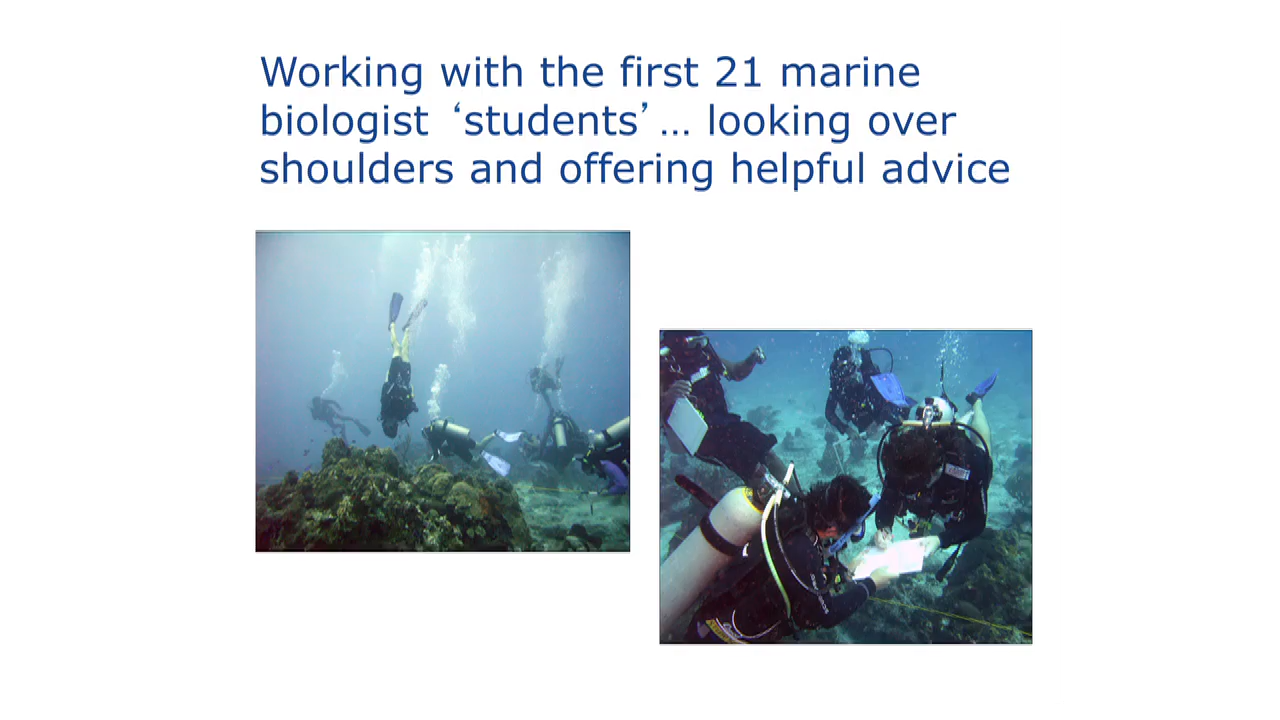 Working with the first 21 marine
biologist ‘students’… looking over
shoulders and offering helpful advice